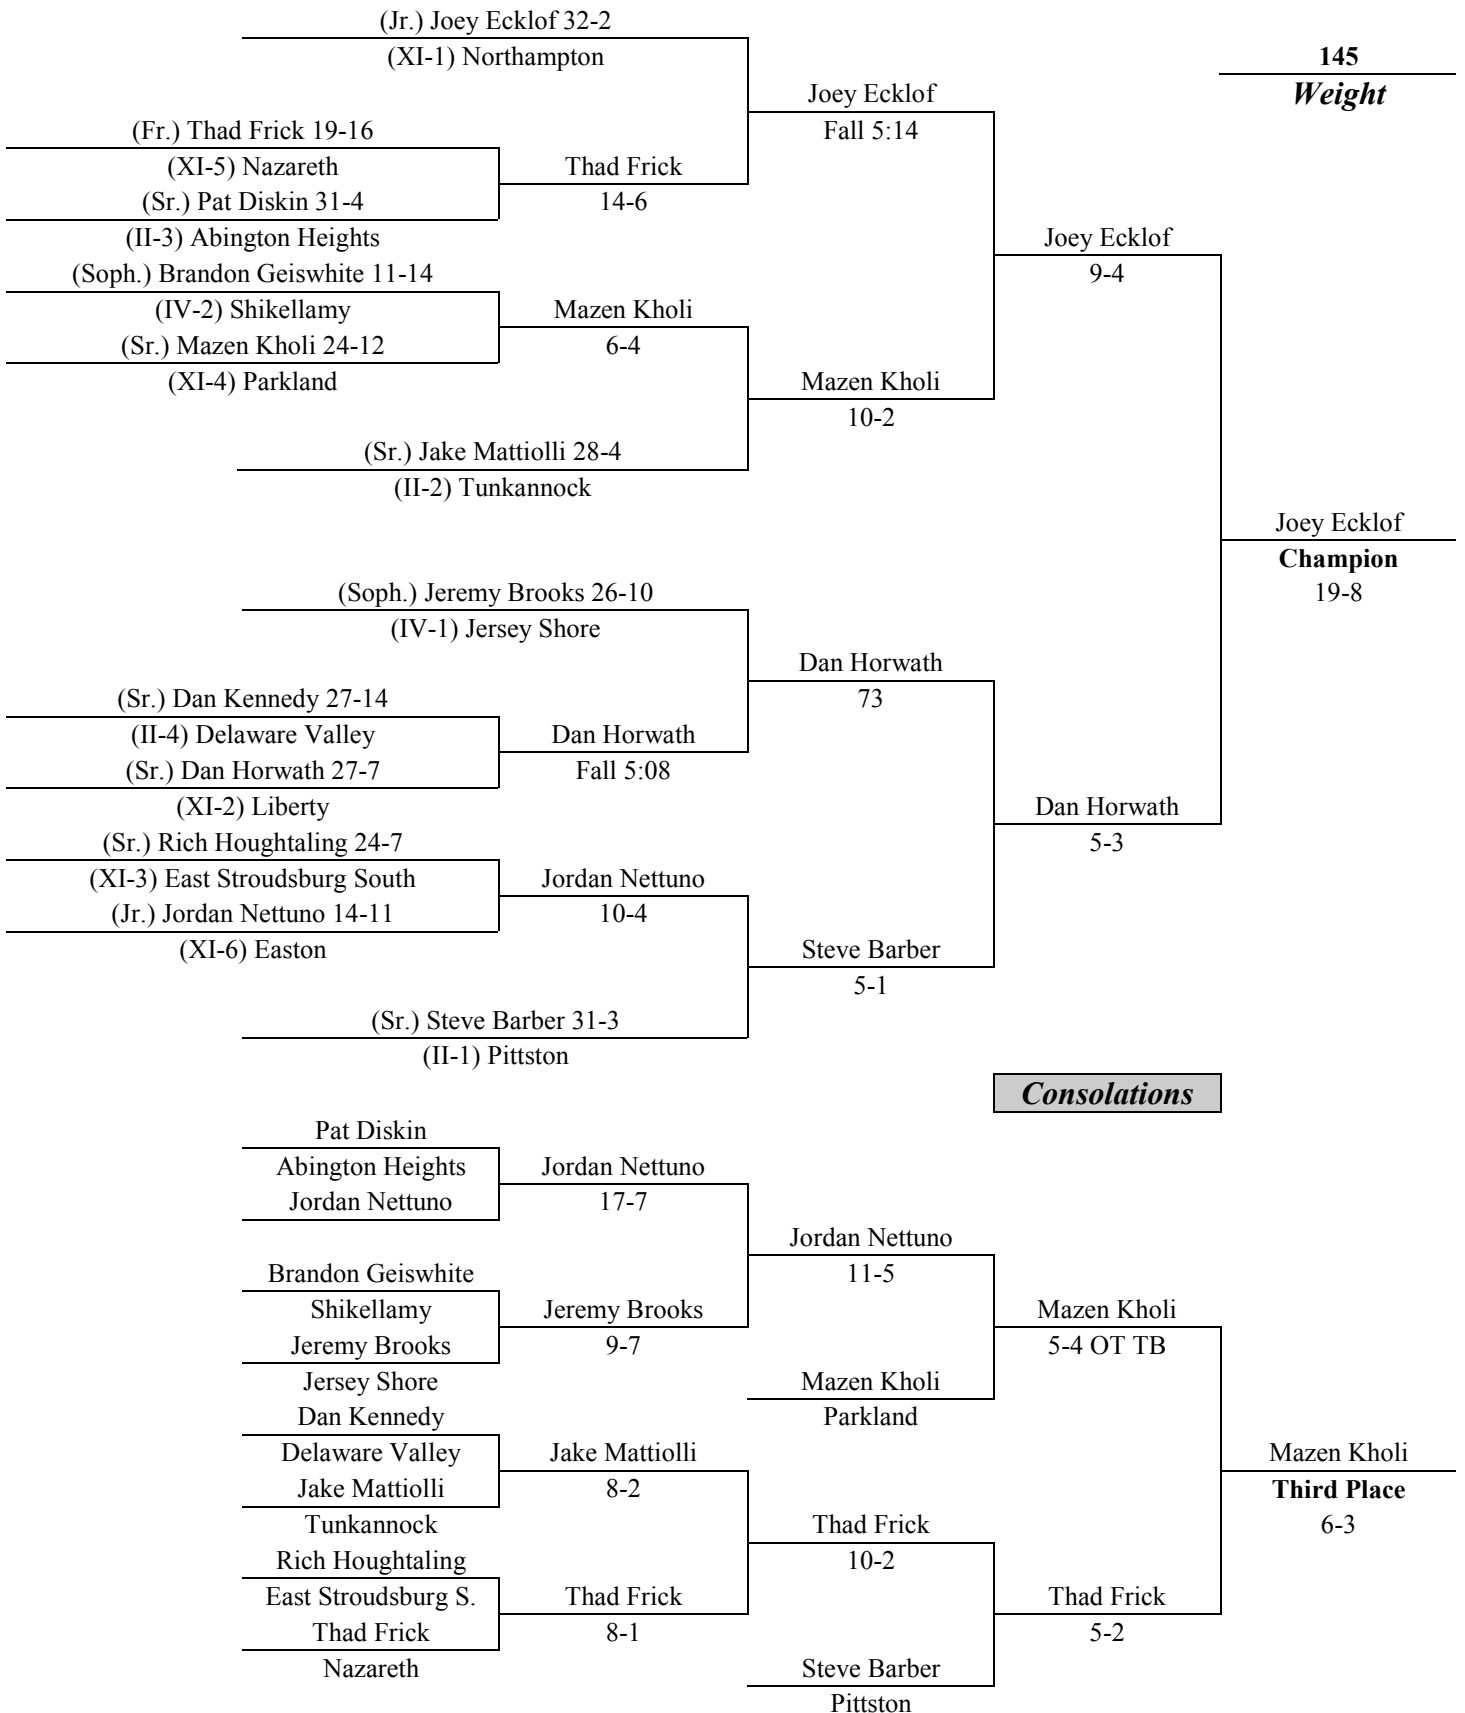 (Jr.) Joey Ecklof 32-2
(XI-1) Northampton
145
Weight
Joey Ecklof
Fall 5:14
(Fr.) Thad Frick 19-16
(XI-5) Nazareth
Thad Frick
(Sr.) Pat Diskin 31-4
14-6
(II-3) Abington Heights
Joey Ecklof
(Soph.) Brandon Geiswhite 11-14
9-4
(IV-2) Shikellamy
Mazen Kholi
(Sr.) Mazen Kholi 24-12
6-4
(XI-4) Parkland
Mazen Kholi
10-2
(Sr.) Jake Mattiolli 28-4
(II-2) Tunkannock
Joey Ecklof
Champion
19-8
(Soph.) Jeremy Brooks 26-10
(IV-1) Jersey Shore
Dan Horwath
73
(Sr.) Dan Kennedy 27-14
(II-4) Delaware Valley
Dan Horwath
(Sr.) Dan Horwath 27-7
Fall 5:08
(XI-2) Liberty
Dan Horwath
(Sr.) Rich Houghtaling 24-7
5-3
(XI-3) East Stroudsburg South
Jordan Nettuno
(Jr.) Jordan Nettuno 14-11
10-4
(XI-6) Easton
Steve Barber
5-1
(Sr.) Steve Barber 31-3
(II-1) Pittston
Consolations
Pat Diskin
Abington Heights
Jordan Nettuno
Jordan Nettuno
17-7
Jordan Nettuno
11-5
Brandon Geiswhite
Shikellamy
Jeremy Brooks
Mazen Kholi
Jeremy Brooks
9-7
5-4 OT TB
Jersey Shore
Mazen Kholi
Parkland
Dan Kennedy
Delaware Valley
Jake Mattiolli
Mazen Kholi
Jake Mattiolli
8-2
Third Place
Tunkannock
Thad Frick
6-3
Rich Houghtaling
10-2
East Stroudsburg S.
Thad Frick
Thad Frick
Thad Frick
8-1
5-2
Nazareth
Steve Barber
Pittston